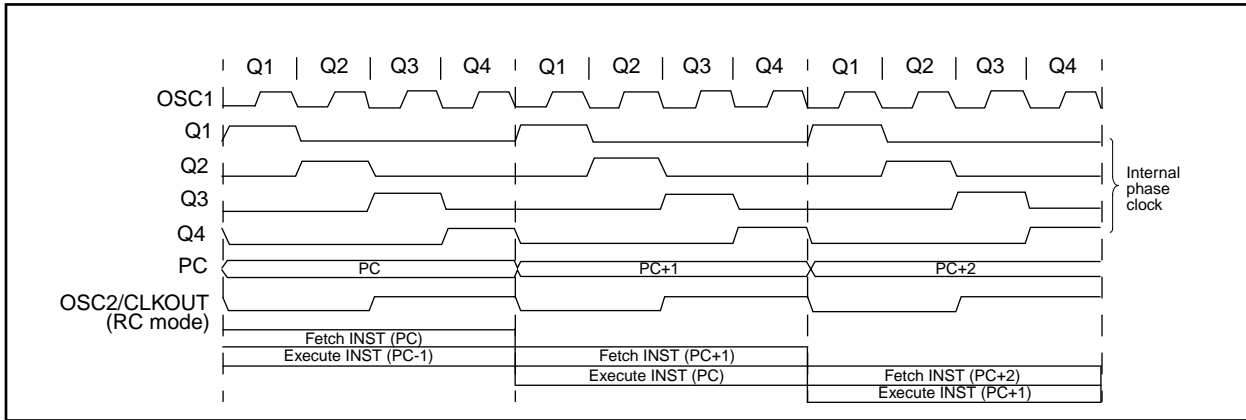 Q1 Q2 Q3 Q4 Q1 Q2 Q3 Q4 Q1 Q2 Q3 Q4
OSC1
Q1
Q2
Q3
Q4
Internal
phase
clock
PC PC PC+1 PC+2
OSC2/CLKOUT
(RC mode)
Fetch INST (PC)
Execute INST (PC-1) Fetch INST (PC+1)
Execute INST (PC) Fetch INST (PC+2)
Execute INST (PC+1)